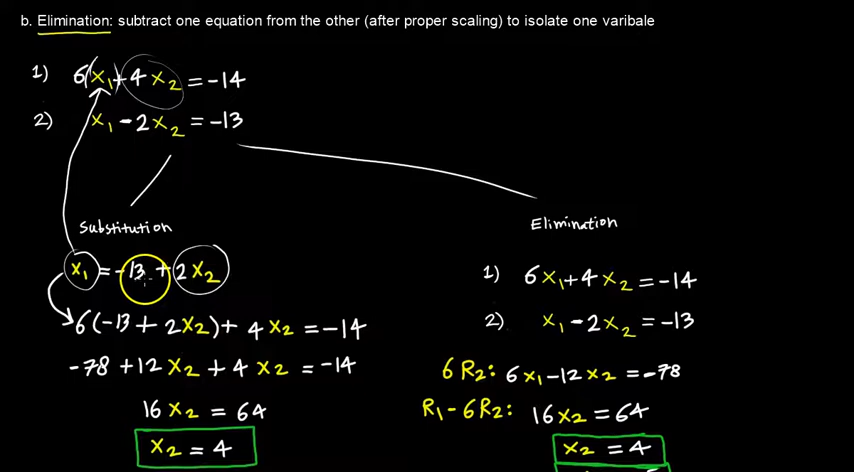 b. Elimination: subtract one equation from the other (after proper scaling) to isolate one varibale
1) 6(x₁)+4x₂ = -14
2) x₁ - 2x₂ = -13
Substitution
x₁ = -13 + 2x₂
6(-13 + 2x₂) + 4x₂ = -14
-78 + 12x₂ + 4x₂ = -14
16x₂ = 64
x₂ = 4
Elimination
1) 6x₁+4x₂ = -14
2) x₁ - 2x₂ = -13
6R₂: 6x₁ - 12x₂ = -78
R₁ - 6R₂: 16x₂ = 64
x₂ = 4